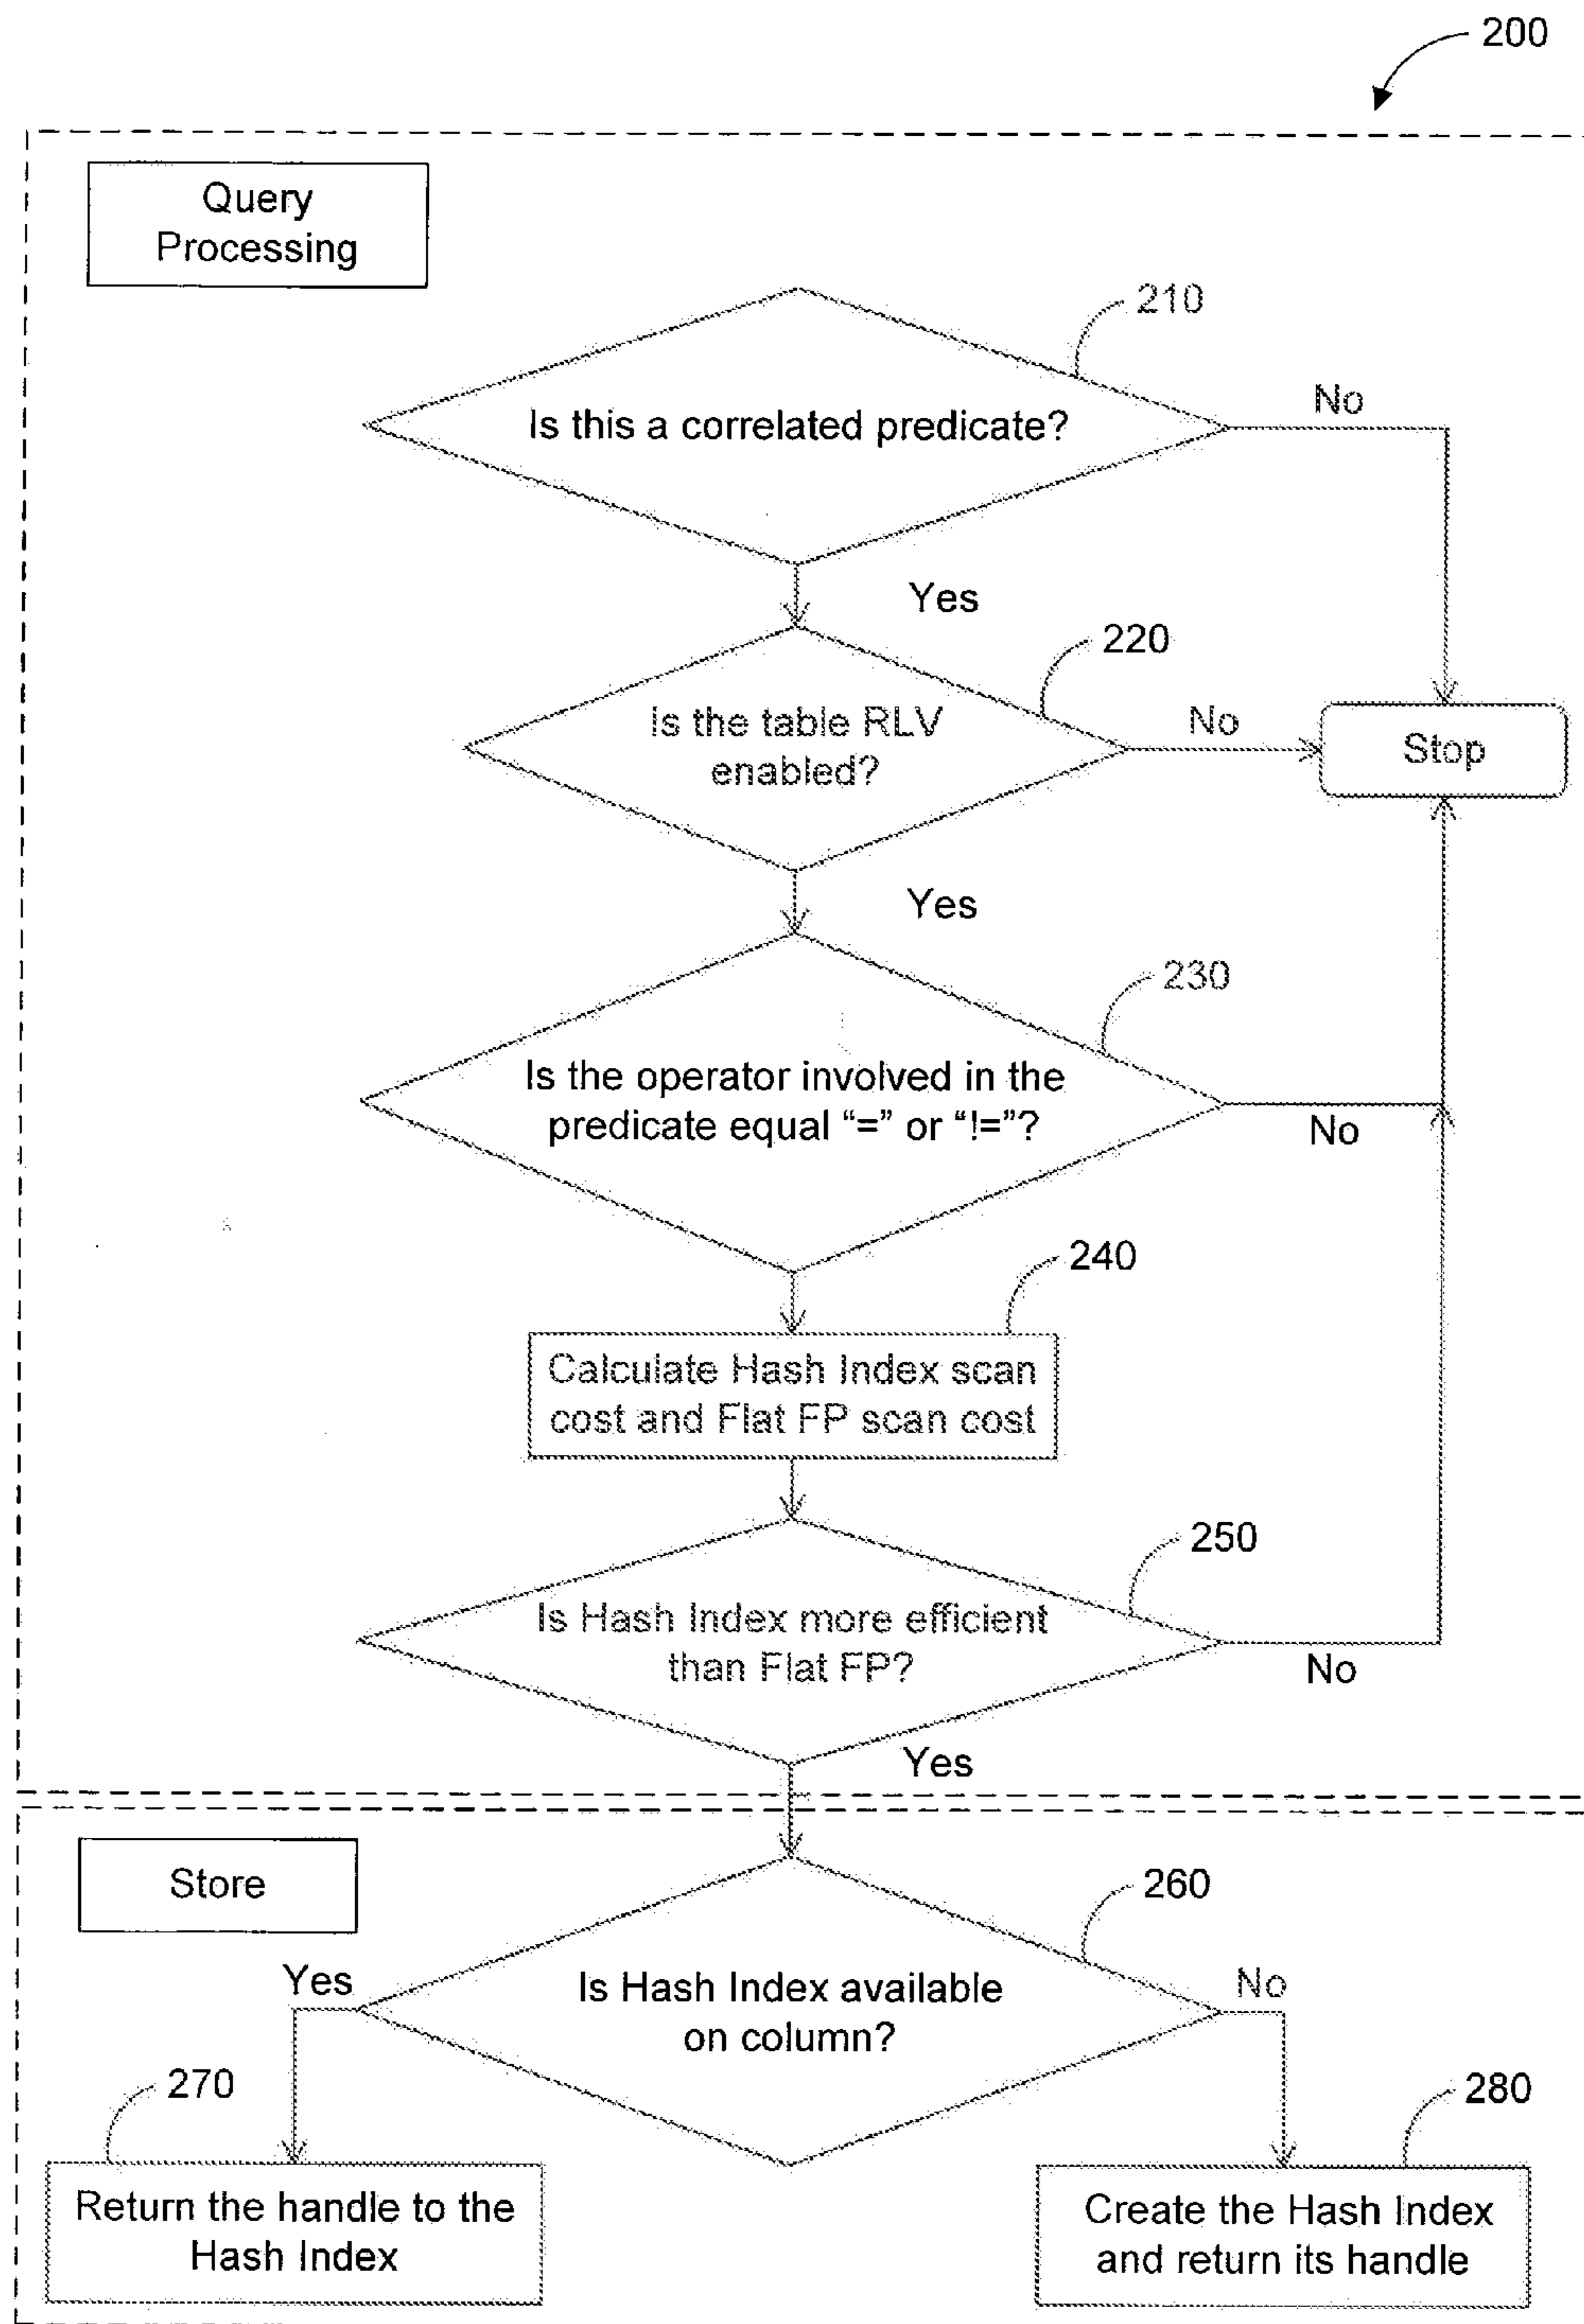 200
Query
Processing
210
Is this a correlated predicate?
No
Yes
220
Is the table RLV
enabled?
No
Stop
Yes
230
Is the operator involved in the
predicate equal “=” or “!=”?
No
240
Calculate Hash Index scan
cost and Flat FP scan cost
250
Is Hash Index more efficient
than Flat FP?
No
Yes
Store
260
Is Hash Index available
on column?
Yes
No
270
Return the handle to the
Hash Index
280
Create the Hash Index
and return its handle